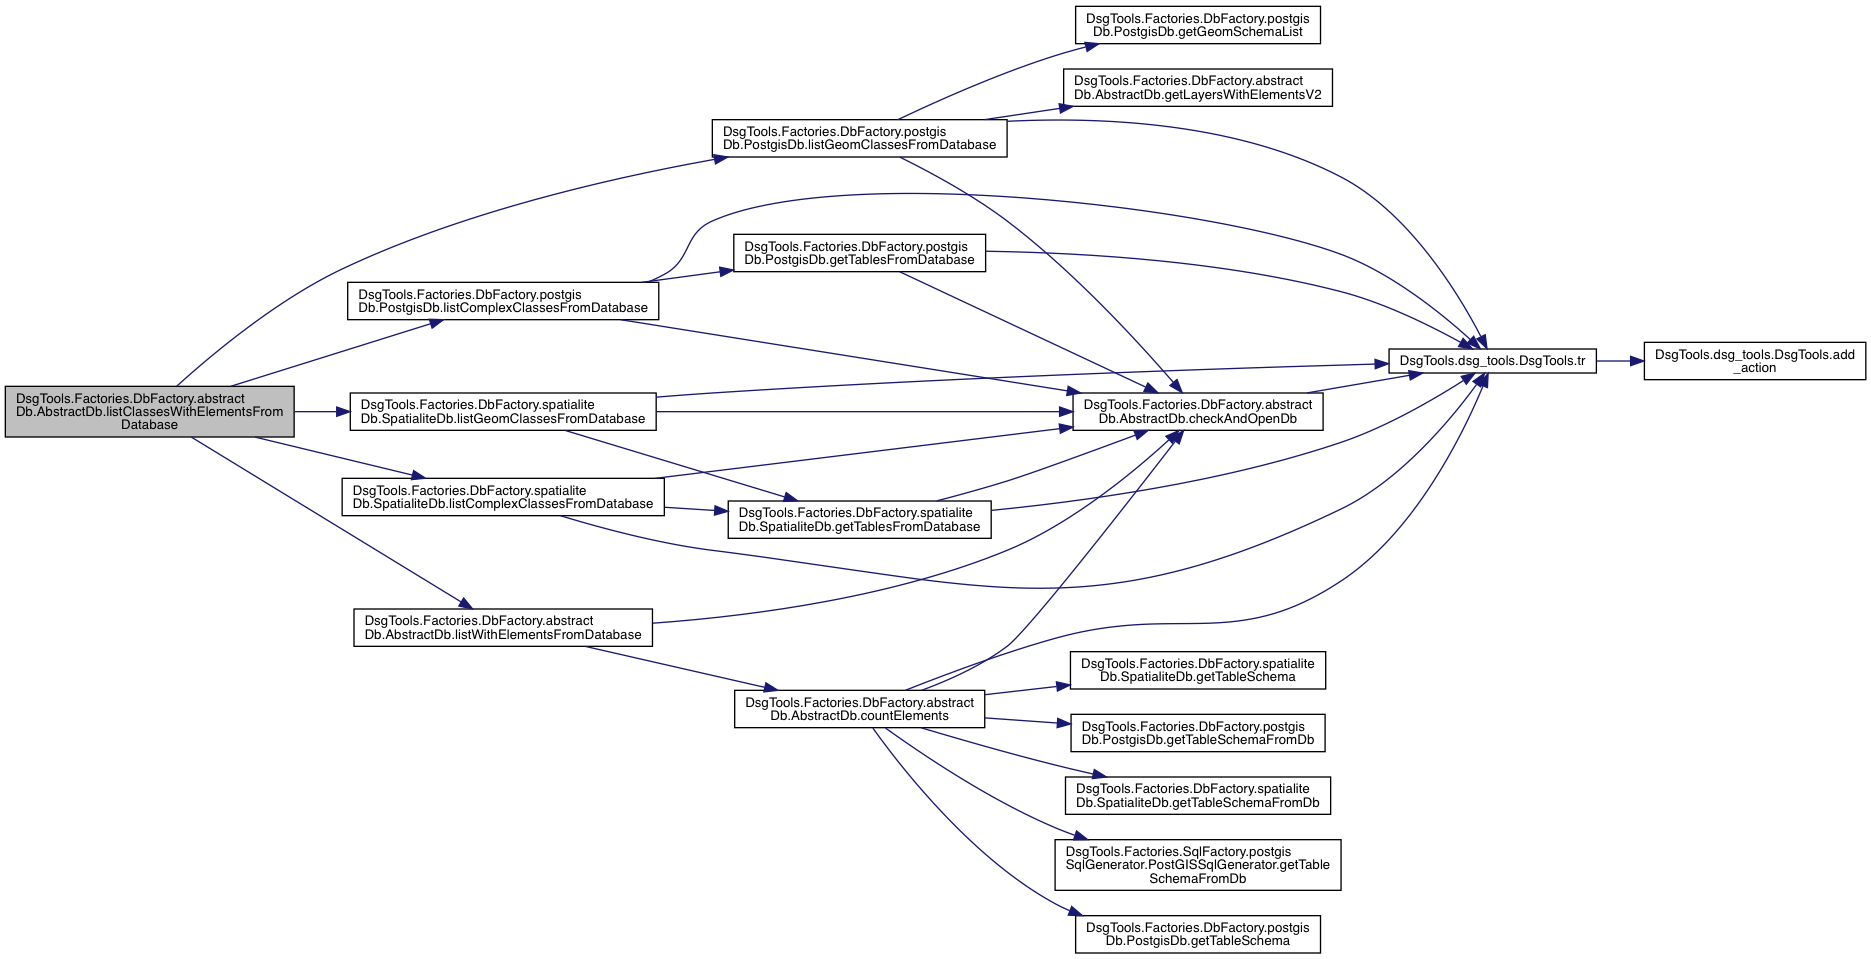 DsgTools.Factories.DbFactory.postgis
Db.PostgisDb.getGeomSchemaList
DsgTools.Factories.DbFactory.abstract
Db.AbstractDb.getLayersWithElementsV2
DsgTools.Factories.DbFactory.postgis
Db.PostgisDb.listGeomClassesFromDatabase
DsgTools.Factories.DbFactory.postgis
Db.PostgisDb.getTablesFromDatabase
DsgTools.Factories.DbFactory.postgis
Db.PostgisDb.listComplexClassesFromDatabase
DsgTools.dsg_tools.DsgTools.tr
DsgTools.dsg_tools.DsgTools.add
_action
DsgTools.Factories.DbFactory.abstract
Db.AbstractDb.listClassesWithElementsFrom
Database
DsgTools.Factories.DbFactory.spatialite
Db.SpatialiteDb.listGeomClassesFromDatabase
DsgTools.Factories.DbFactory.abstract
Db.AbstractDb.checkAndOpenDb
DsgTools.Factories.DbFactory.spatialite
Db.SpatialiteDb.listComplexClassesFromDatabase
DsgTools.Factories.DbFactory.spatialite
Db.SpatialiteDb.getTablesFromDatabase
DsgTools.Factories.DbFactory.abstract
Db.AbstractDb.listWithElementsFromDatabase
DsgTools.Factories.DbFactory.spatialite
Db.SpatialiteDb.getTableSchema
DsgTools.Factories.DbFactory.abstract
Db.AbstractDb.countElements
DsgTools.Factories.DbFactory.postgis
Db.PostgisDb.getTableSchemaFromDb
DsgTools.Factories.DbFactory.spatialite
Db.SpatialiteDb.getTableSchemaFromDb
DsgTools.Factories.SqlFactory.postgis
SqlGenerator.PostGISSqlGenerator.getTable
SchemaFromDb
DsgTools.Factories.DbFactory.postgis
Db.PostgisDb.getTableSchema